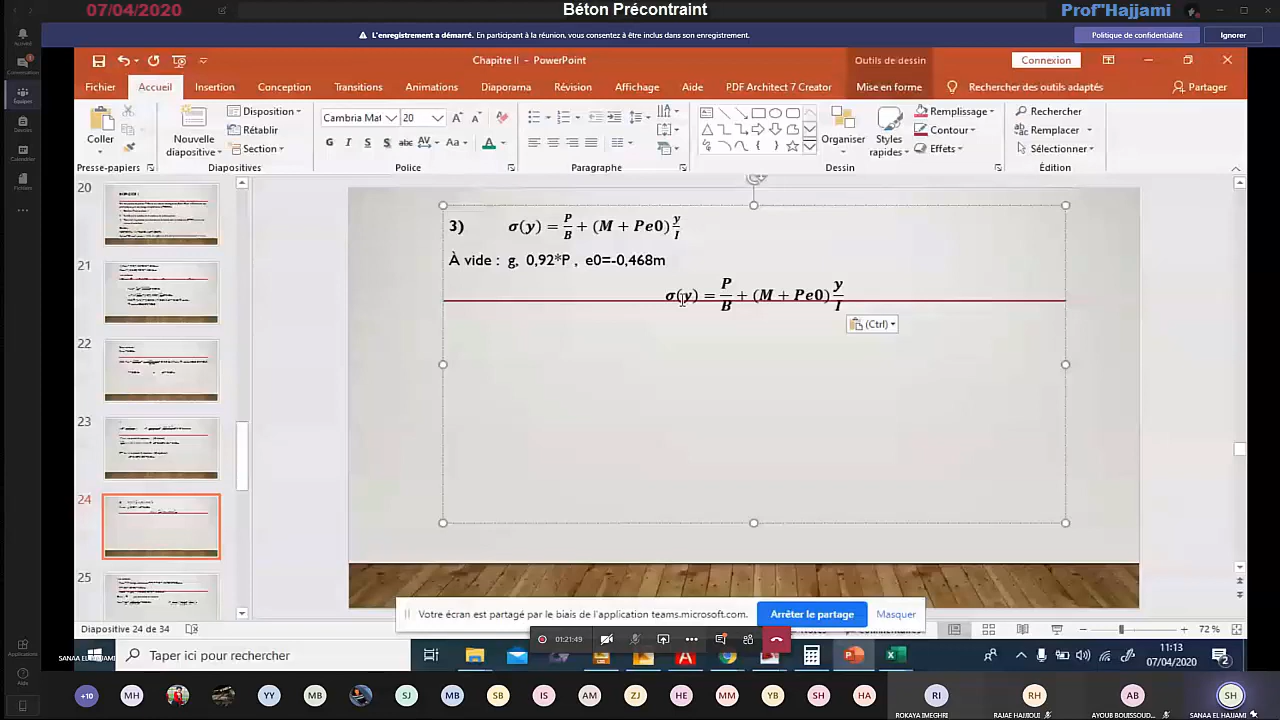 07/04/2020 Béton Précontraint Prof"Hajjami
L'enregistrement a démarré. En participant à la réunion, vous consentez à être inclus dans son enregistrement. Politique de confidentialité Ignorer
Chapitre II - PowerPoint Outils de dessin Connexion
Fichier Accueil Insertion Conception Transitions Animations Diaporama Révision Affichage Aide PDF Architect 7 Creator Mise en forme Rechercher des outils adaptés Partager
Coller Nouvelle diapositive Disposition Rétablir Section Cambria Mat 20 Organiser Styles rapides Remplissage Contour Effets Rechercher Remplacer Sélectionner
G I S S abc AV Aa A
Presse-papiers Diapositives Police Paragraphe Dessin Édition
20
21
22
23
24
25
3) σ(y) = P/B + (M + Pe0) y/I
À vide : g, 0,92*P , e0=-0,468m
σ(y) = P/B + (M + Pe0) y/I
(Ctrl)
Votre écran est partagé par le biais de l'application teams.microsoft.com. Arrêter le partage Masquer
Diapositive 24 de 34 01:21:49 72 %
SANAA EL HAJJAMI Taper ici pour rechercher 11:13
07/04/2020 2
+10 MH YY MB SJ MB SB IS AM ZJ HE MM YB SH HA RI RH AB SH
ROKAYA IMEGHRI RAJAE HAJJIOUI AYOUB BOUISSOUD... SANAA EL HAJJAMI